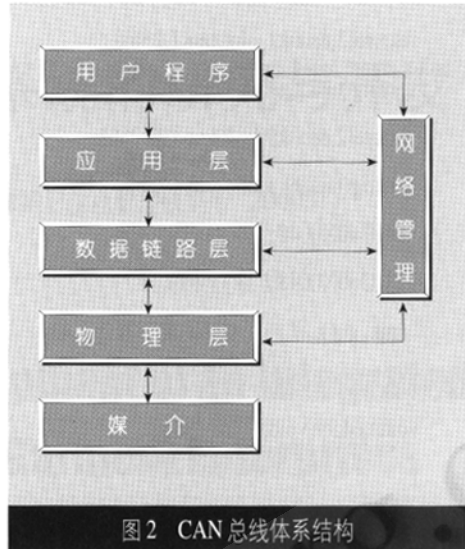 用户程序
应用层
数据链路层
物理层
媒介
网络管理
图2 CAN总线体系结构